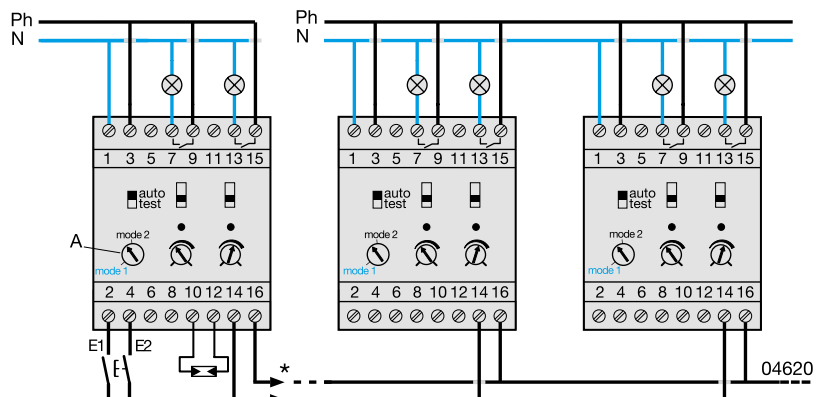 Ph Ph
N N
1 3 5 7 9 11 13 15 1 3 5 7 9 11 13 15 1 3 5 7 9 11 13 15
auto auto auto
test test test
A mode 2 mode 2 mode 2
mode 1 mode 1 mode 1
2 4 6 8 10 12 14 16 2 4 6 8 10 12 14 16 2 4 6 8 10 12 14 16
E1 E2
* 04620